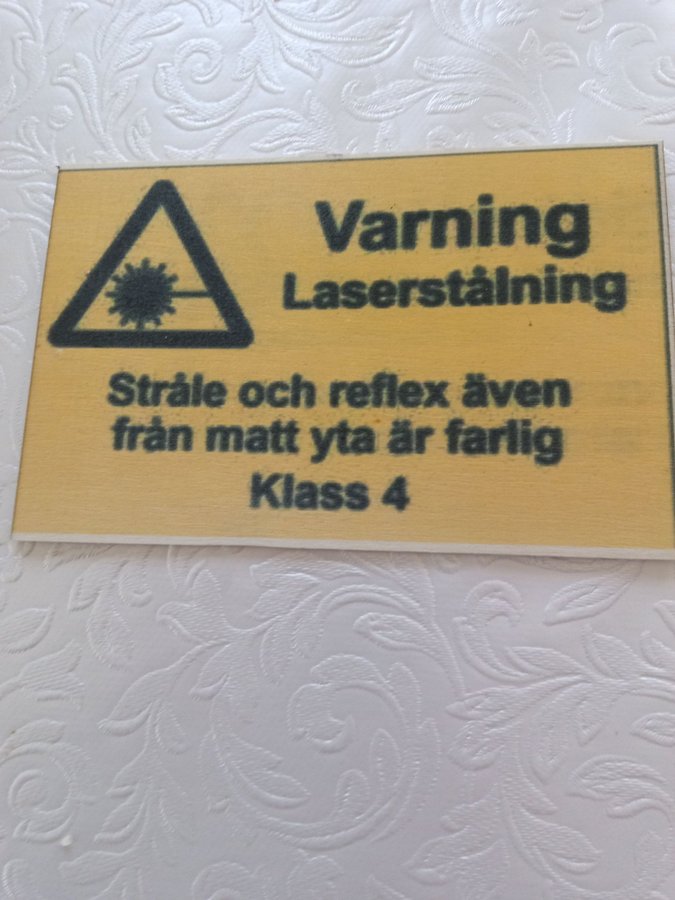 Varning
Laserstålning
Stråle och reflex även
från matt yta är farlig
Klass 4